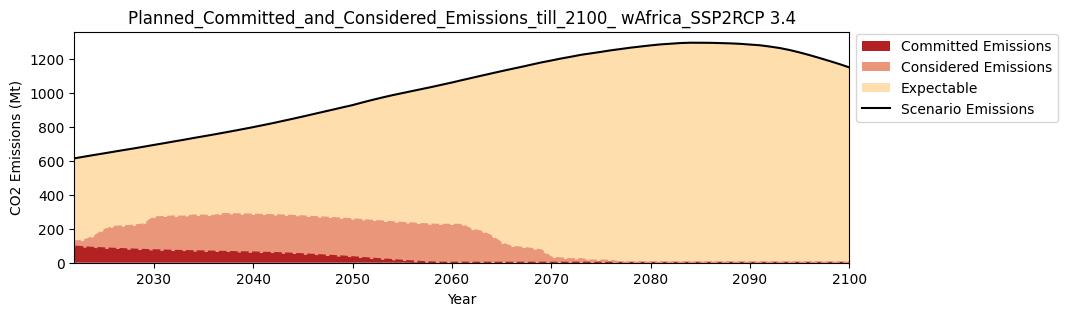 Planned_Committed_and_Considered_Emissions_till_2100_ wAfrica_SSP2RCP 3.4
CO2 Emissions (Mt)
1200
1000
800
600
400
200
0
2030 2040 2050 2060 2070 2080 2090 2100
Year
Committed Emissions
Considered Emissions
Expectable
Scenario Emissions